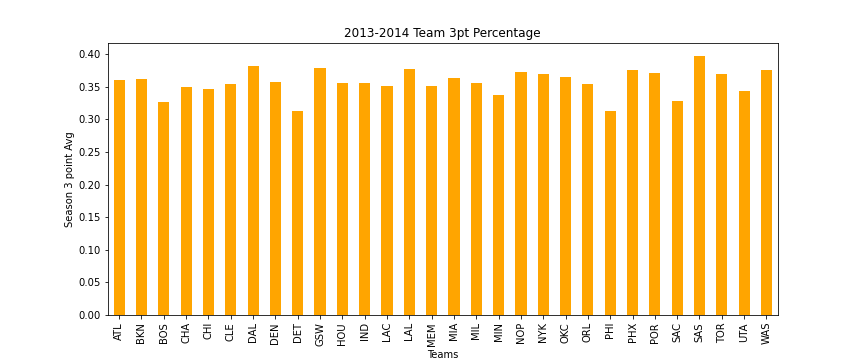 2013-2014 Team 3pt Percentage
0.40
0.35
0.30
0.25
0.20
0.15
0.10
0.05
0.00
Season 3 point Avg
ATL BKN BOS CHA CHI CLE DAL DEN DET GSW HOU IND LAC LAL MEM MIA MIL MIN NOP NYK OKC ORL PHI PHX POR SAC SAS TOR UTA WAS
Teams